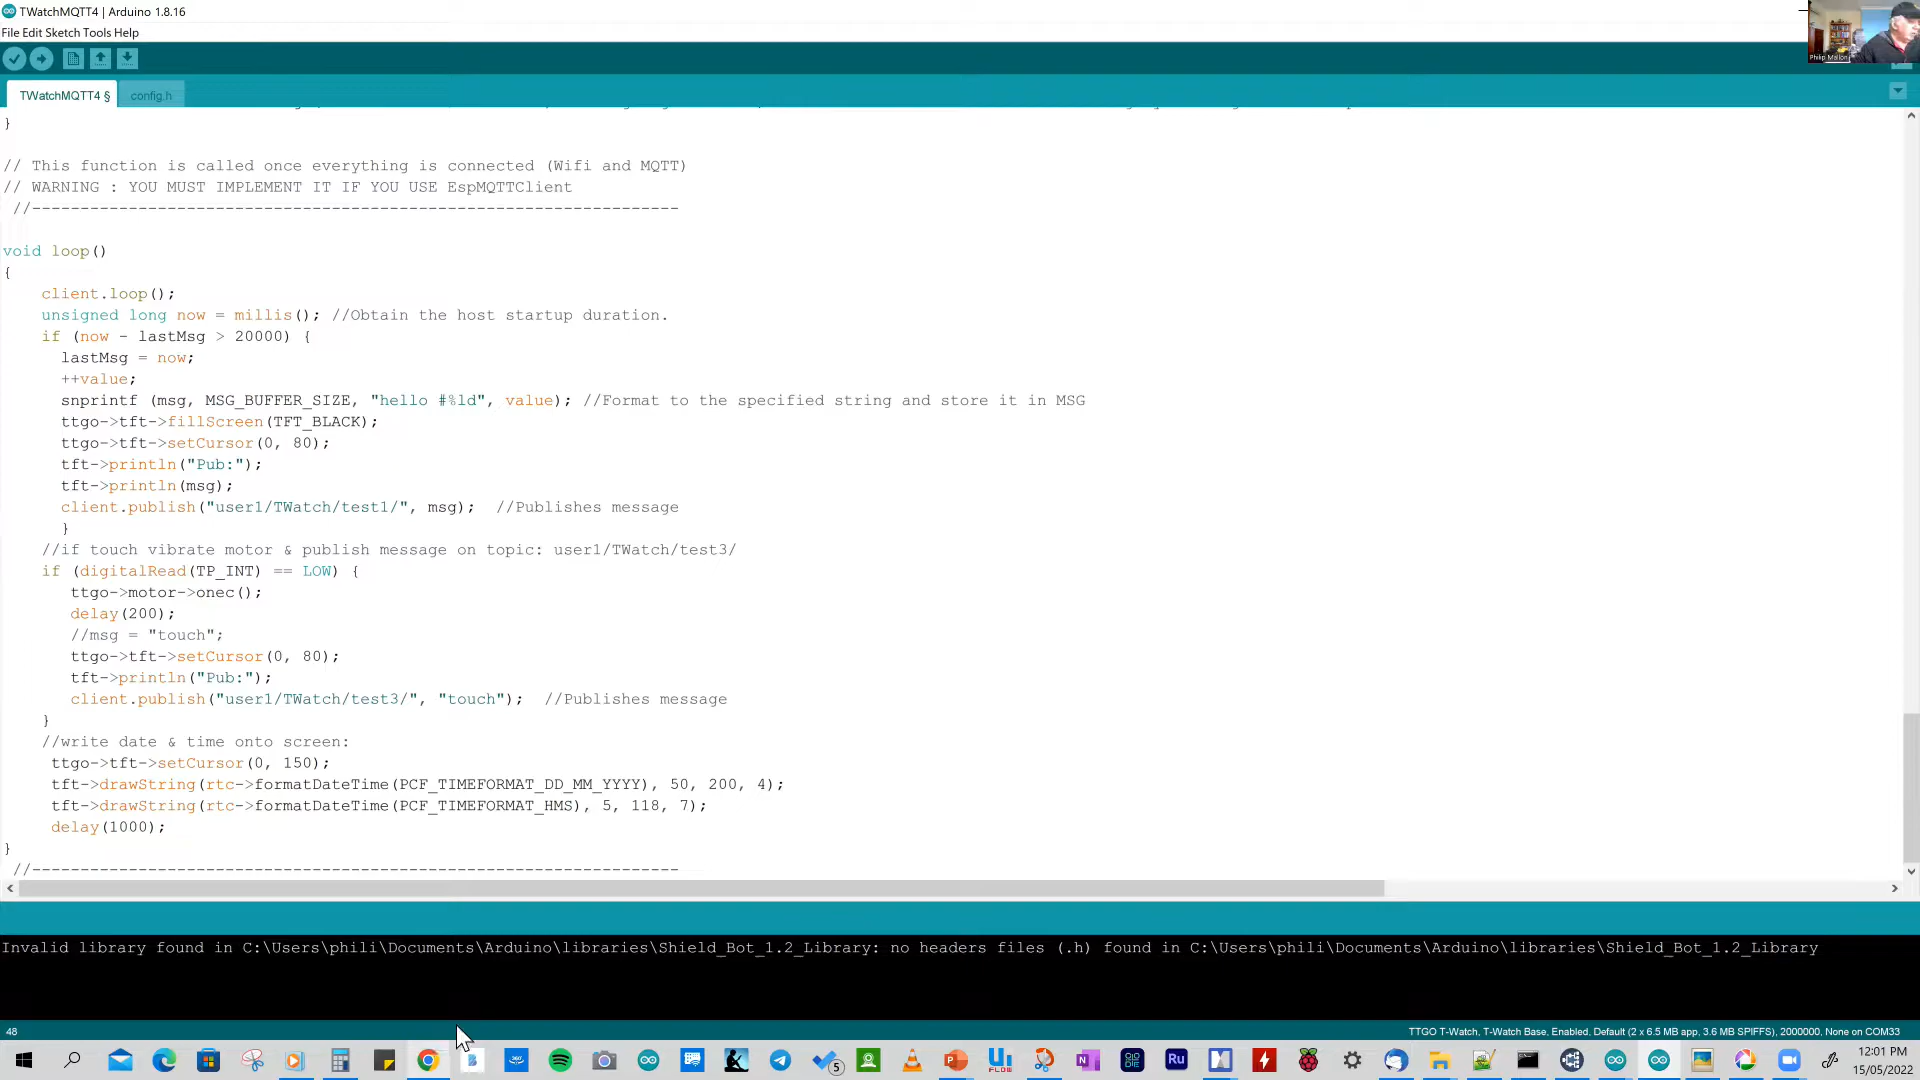 TWatchMQTT4 | Arduino 1.8.16
File Edit Sketch Tools Help
Philip Mallon
TWatchMQTT4 §
config.h
}
// This function is called once everything is connected (Wifi and MQTT)
// WARNING : YOU MUST IMPLEMENT IT IF YOU USE EspMQTTClient
//-------------------------------------------------------------------
void loop()
{
client.loop();
unsigned long now = millis(); //Obtain the host startup duration.
if (now - lastMsg > 20000) {
lastMsg = now;
++value;
snprintf (msg, MSG_BUFFER_SIZE, "hello #%ld", value); //Format to the specified string and store it in MSG
ttgo->tft->fillScreen(TFT_BLACK);
ttgo->tft->setCursor(0, 80);
tft->println("Pub:");
tft->println(msg);
client.publish("user1/TWatch/test1/", msg);  //Publishes message
}
//if touch vibrate motor & publish message on topic: user1/TWatch/test3/
if (digitalRead(TP_INT) == LOW) {
ttgo->motor->onec();
delay(200);
//msg = "touch";
ttgo->tft->setCursor(0, 80);
tft->println("Pub:");
client.publish("user1/TWatch/test3/", "touch");  //Publishes message
}
//write date & time onto screen:
ttgo->tft->setCursor(0, 150);
tft->drawString(rtc->formatDateTime(PCF_TIMEFORMAT_DD_MM_YYYY), 50, 200, 4);
tft->drawString(rtc->formatDateTime(PCF_TIMEFORMAT_HMS), 5, 118, 7);
delay(1000);
}
//-------------------------------------------------------------------
Invalid library found in C:\Users\phili\Documents\Arduino\libraries\Shield_Bot_1.2_Library: no headers files (.h) found in C:\Users\phili\Documents\Arduino\libraries\Shield_Bot_1.2_Library
48
TTGO T-Watch, T-Watch Base, Enabled, Default (2 x 6.5 MB app, 3.6 MB SPIFFS), 2000000, None on COM33
5
UI
FLOW
N
Ru
12:01 PM
15/05/2022